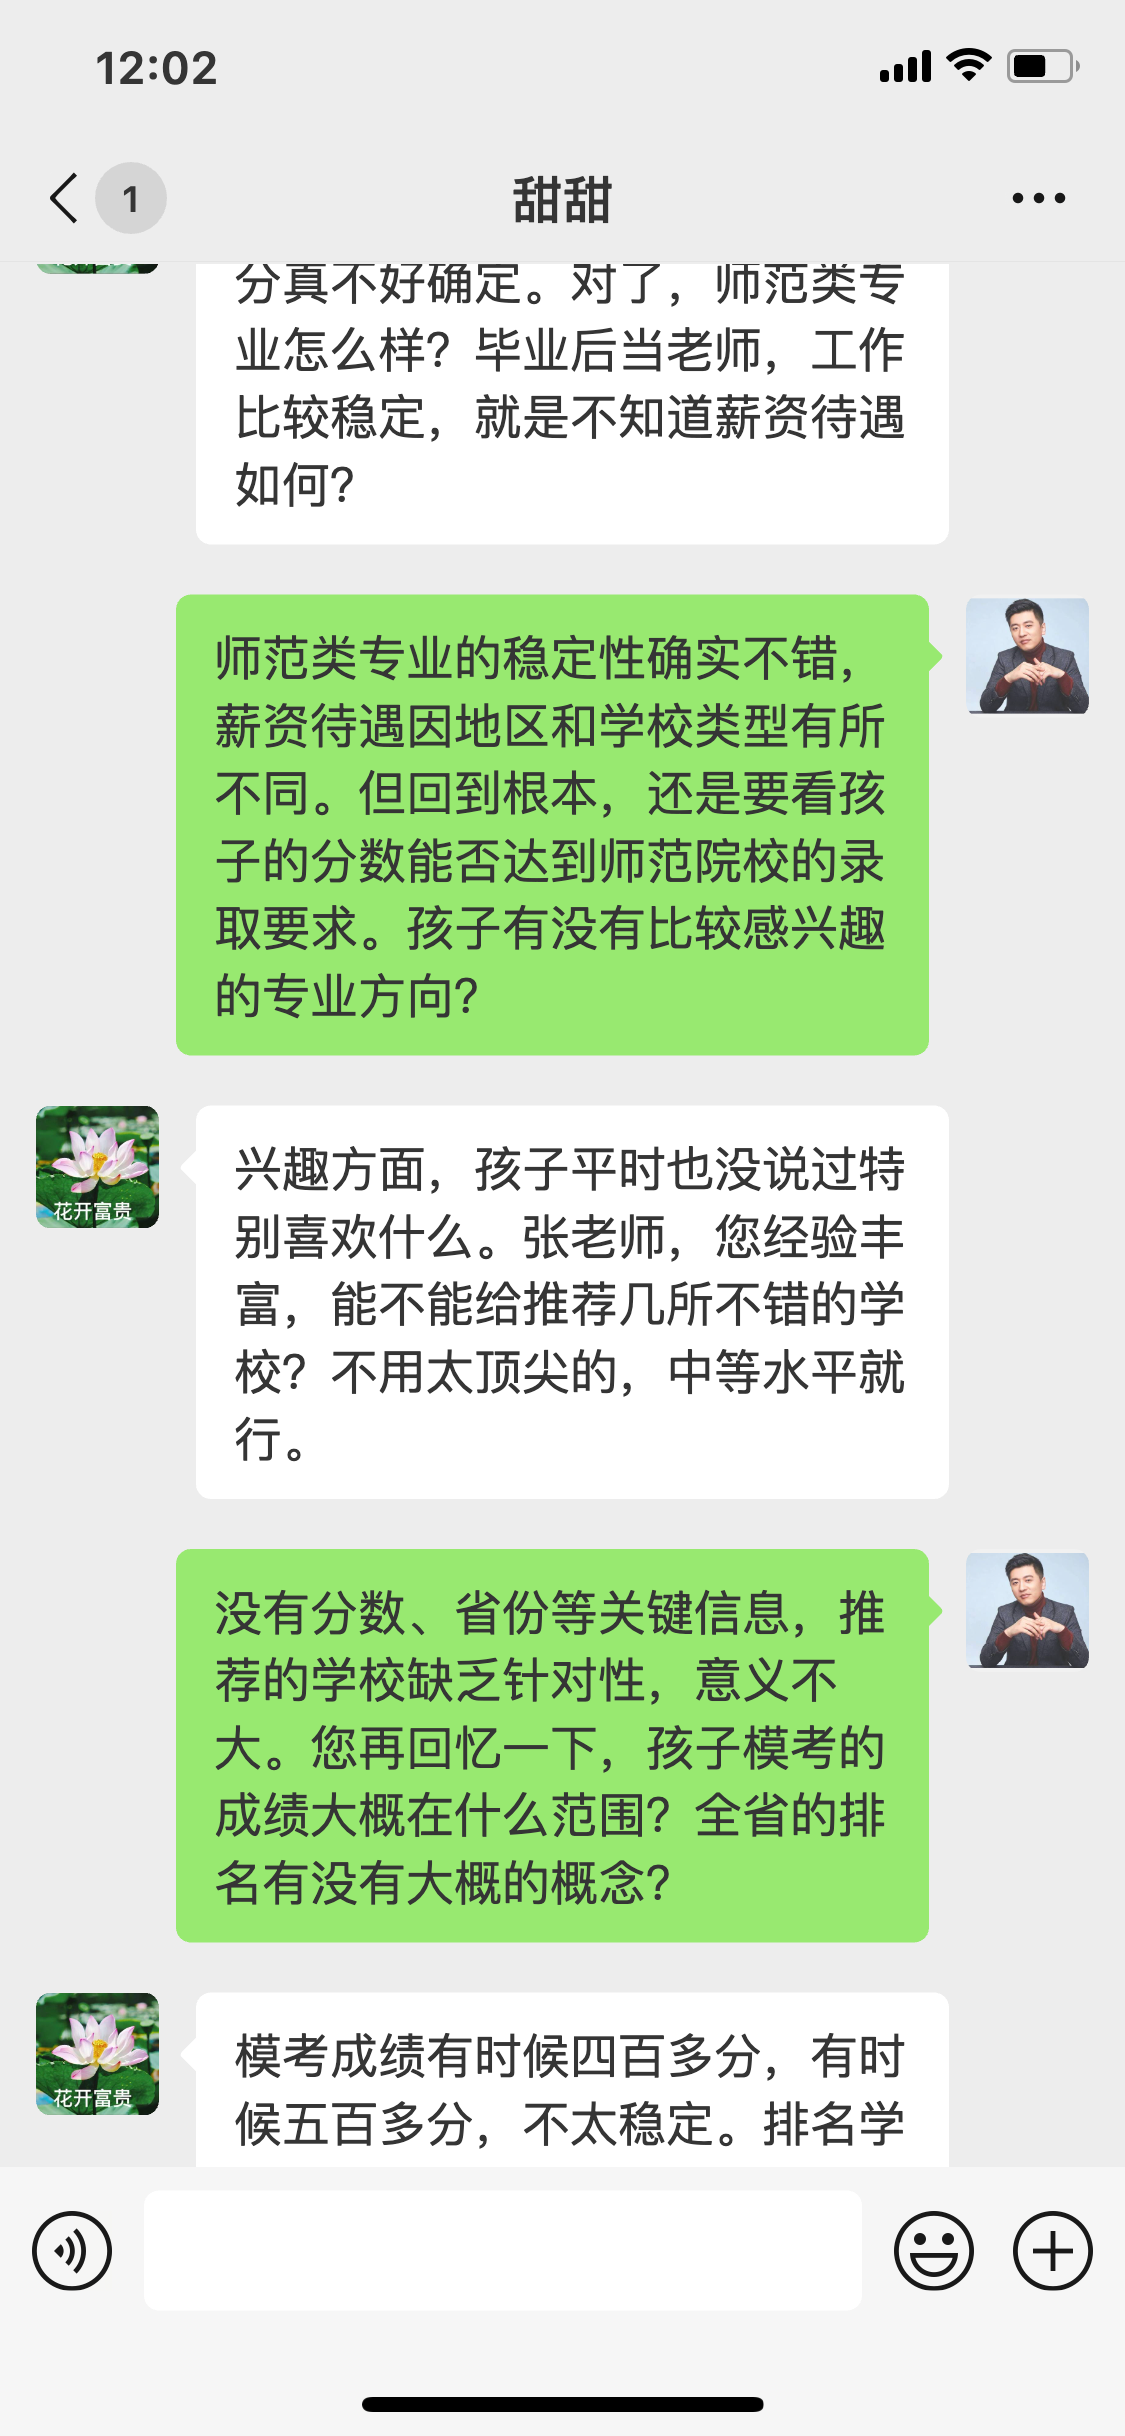 12:02
1
甜甜
分真不好确定。对了，师范类专
业怎么样？毕业后当老师，工作
比较稳定，就是不知道薪资待遇
如何？
师范类专业的稳定性确实不错，
薪资待遇因地区和学校类型有所
不同。但回到根本，还是要看孩
子的分数能否达到师范院校的录
取要求。孩子有没有比较感兴趣
的专业方向？
花开富贵
兴趣方面，孩子平时也没说过特
别喜欢什么。张老师，您经验丰
富，能不能给推荐几所不错的学
校？不用太顶尖的，中等水平就
行。
没有分数、省份等关键信息，推
荐的学校缺乏针对性，意义不
大。您再回忆一下，孩子模考的
成绩大概在什么范围？全省的排
名有没有大概的概念？
花开富贵
模考成绩有时候四百多分，有时
候五百多分，不太稳定。排名学